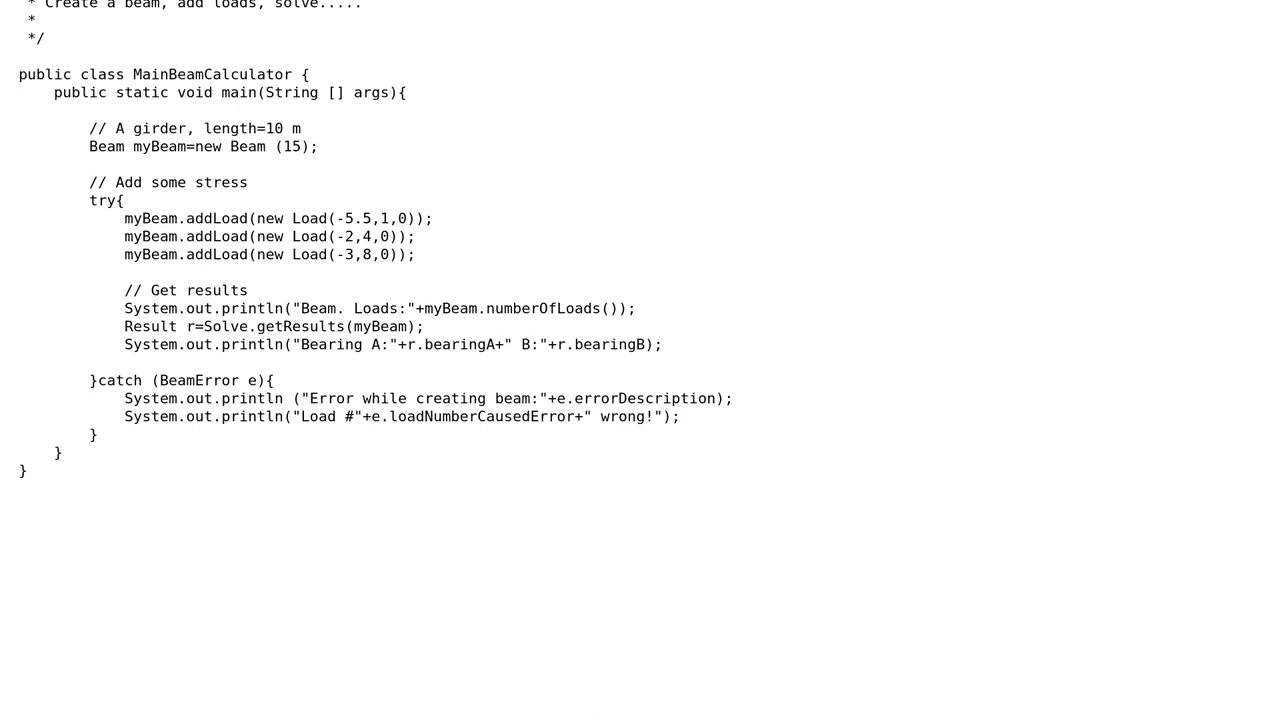 * Create a beam, add loads, solve.....
*
*/
public class MainBeamCalculator {
public static void main(String [] args){
// A girder, length=10 m
Beam myBeam=new Beam (15);
// Add some stress
try{
myBeam.addLoad(new Load(-5.5,1,0));
myBeam.addLoad(new Load(-2,4,0));
myBeam.addLoad(new Load(-3,8,0));
// Get results
System.out.println("Beam. Loads:"+myBeam.numberOfLoads());
Result r=Solve.getResults(myBeam);
System.out.println("Bearing A:"+r.bearingA+" B:"+r.bearingB);
}catch (BeamError e){
System.out.println ("Error while creating beam:"+e.errorDescription);
System.out.println("Load #"+e.loadNumberCausedError+" wrong!");
}
}
}